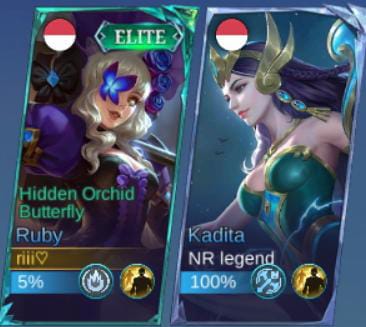 ELITE
Hidden Orchid
Butterfly
Ruby
riii♡
5%
Kadita
NR legend
100%